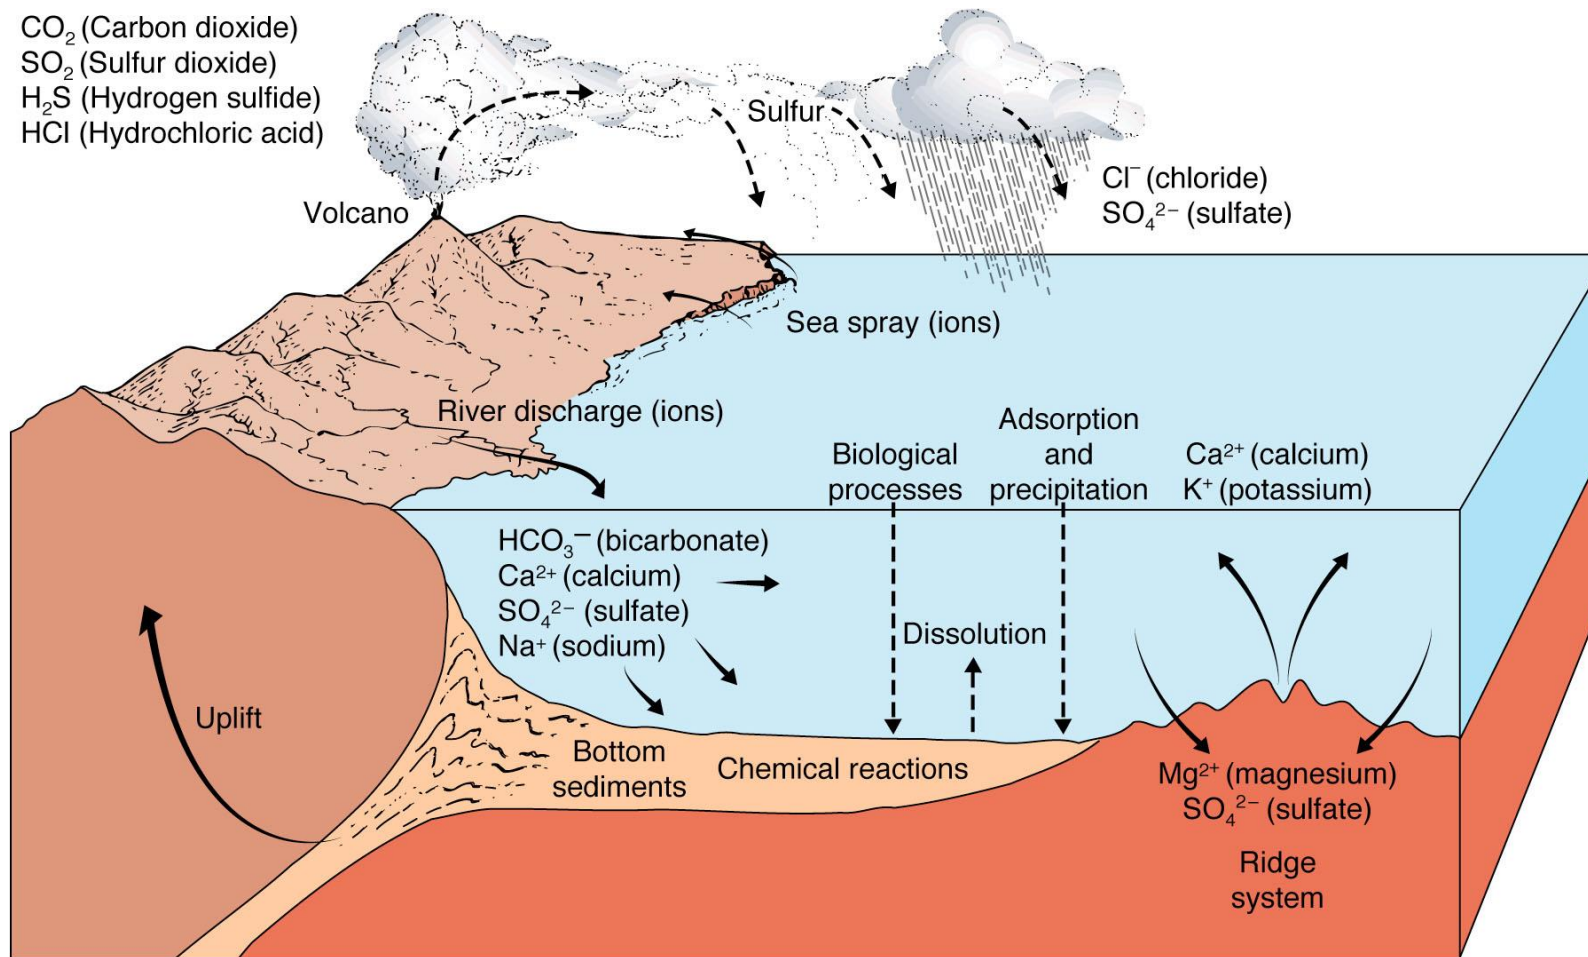 CO₂ (Carbon dioxide)
SO₂ (Sulfur dioxide)
H₂S (Hydrogen sulfide)
HCl (Hydrochloric acid)
Sulfur
Volcano
Cl⁻ (chloride)
SO₄²⁻ (sulfate)
Sea spray (ions)
River discharge (ions)
Biological
processes
Adsorption
and
precipitation
Ca²⁺ (calcium)
K⁺ (potassium)
HCO₃⁻ (bicarbonate)
Ca²⁺ (calcium)
SO₄²⁻ (sulfate)
Na⁺ (sodium)
Dissolution
Uplift
Bottom
sediments
Chemical reactions
Mg²⁺ (magnesium)
SO₄²⁻ (sulfate)
Ridge
system